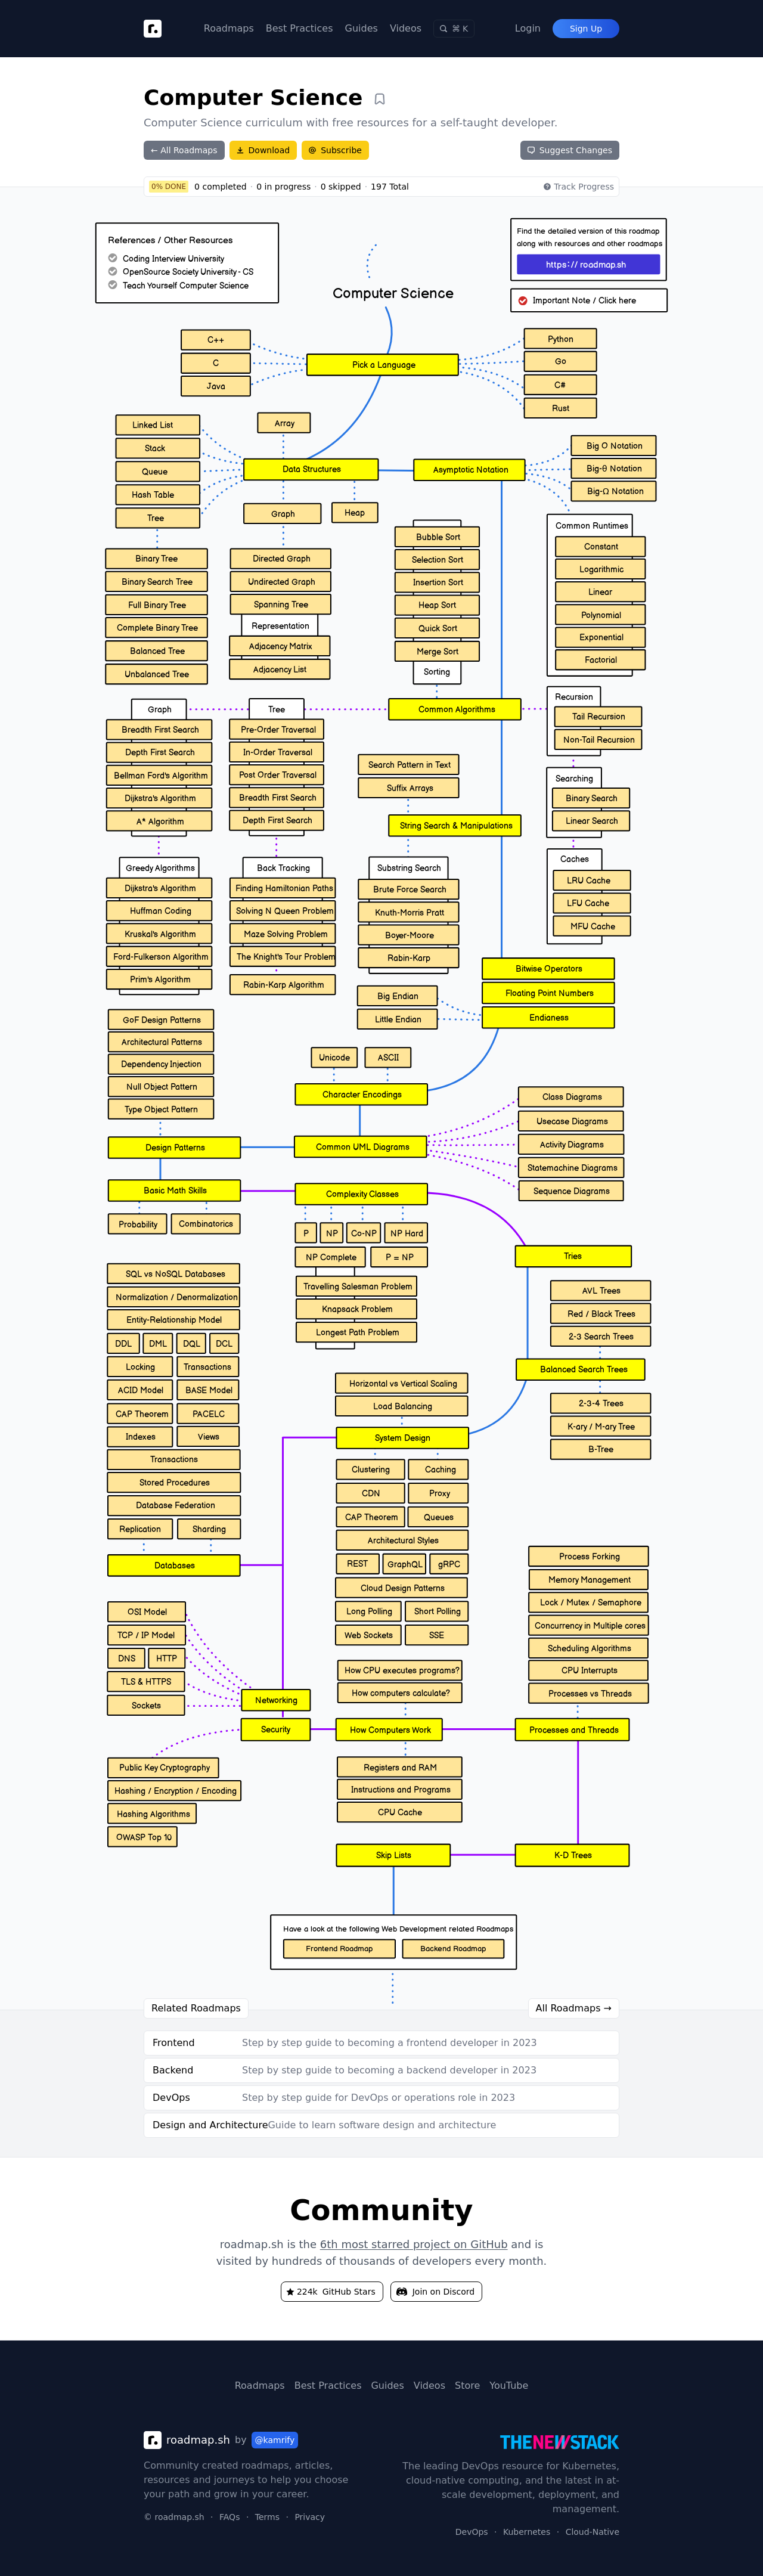 Roadmaps Best Practices Guides Videos ⌘ K Login Sign Up
Computer Science
Computer Science curriculum with free resources for a self-taught developer.
← All Roadmaps Download Subscribe Suggest Changes
0% DONE 0 completed · 0 in progress · 0 skipped · 197 Total Track Progress
References / Other Resources
Coding Interview University
OpenSource Society University - CS
Teach Yourself Computer Science
Find the detailed version of this roadmap
along with resources and other roadmaps
https://roadmap.sh
Important Note / Click here
Computer Science
C++
C
Java
Pick a Language
Python
Go
C#
Rust
Linked List
Stack
Queue
Hash Table
Tree
Array
Data Structures
Graph
Heap
Asymptotic Notation
Big O Notation
Big-θ Notation
Big-Ω Notation
Common Runtimes
Constant
Logarithmic
Linear
Polynomial
Exponential
Factorial
Binary Tree
Binary Search Tree
Full Binary Tree
Complete Binary Tree
Balanced Tree
Unbalanced Tree
Directed Graph
Undirected Graph
Spanning Tree
Representation
Adjacency Matrix
Adjacency List
Bubble Sort
Selection Sort
Insertion Sort
Heap Sort
Quick Sort
Merge Sort
Sorting
Common Algorithms
Recursion
Tail Recursion
Non-Tail Recursion
Searching
Binary Search
Linear Search
Caches
LRU Cache
LFU Cache
MFU Cache
Graph
Breadth First Search
Depth First Search
Bellman Ford's Algorithm
Dijkstra's Algorithm
A* Algorithm
Tree
Pre-Order Traversal
In-Order Traversal
Post Order Traversal
Breadth First Search
Depth First Search
Search Pattern in Text
Suffix Arrays
String Search & Manipulations
Substring Search
Brute Force Search
Knuth-Morris Pratt
Boyer-Moore
Rabin-Karp
Greedy Algorithms
Dijkstra's Algorithm
Huffman Coding
Kruskal's Algorithm
Ford-Fulkerson Algorithm
Prim's Algorithm
Back Tracking
Finding Hamiltonian Paths
Solving N Queen Problem
Maze Solving Problem
The Knight's Tour Problem
Rabin-Karp Algorithm
Bitwise Operators
Floating Point Numbers
Endianess
Big Endian
Little Endian
GoF Design Patterns
Architectural Patterns
Dependency Injection
Null Object Pattern
Type Object Pattern
Unicode
ASCII
Character Encodings
Design Patterns
Common UML Diagrams
Class Diagrams
Usecase Diagrams
Activity Diagrams
Statemachine Diagrams
Sequence Diagrams
Basic Math Skills
Probability
Combinatorics
Complexity Classes
P
NP
Co-NP
NP Hard
NP Complete
P = NP
Travelling Salesman Problem
Knapsack Problem
Longest Path Problem
Tries
AVL Trees
Red / Black Trees
2-3 Search Trees
Balanced Search Trees
2-3-4 Trees
K-ary / M-ary Tree
B-Tree
SQL vs NoSQL Databases
Normalization / Denormalization
Entity-Relationship Model
DDL
DML
DQL
DCL
Locking
Transactions
ACID Model
BASE Model
CAP Theorem
PACELC
Indexes
Views
Transactions
Stored Procedures
Database Federation
Replication
Sharding
Databases
Horizontal vs Vertical Scaling
Load Balancing
System Design
Clustering
Caching
CDN
Proxy
CAP Theorem
Queues
Architectural Styles
REST
GraphQL
gRPC
Cloud Design Patterns
Long Polling
Short Polling
Web Sockets
SSE
Process Forking
Memory Management
Lock / Mutex / Semaphore
Concurrency in Multiple cores
Scheduling Algorithms
CPU Interrupts
Processes vs Threads
OSI Model
TCP / IP Model
DNS
HTTP
TLS & HTTPS
Sockets
Networking
Security
How CPU executes programs?
How computers calculate?
How Computers Work
Processes and Threads
Public Key Cryptography
Hashing / Encryption / Encoding
Hashing Algorithms
OWASP Top 10
Registers and RAM
Instructions and Programs
CPU Cache
Skip Lists
K-D Trees
Have a look at the following Web Development related Roadmaps
Frontend Roadmap
Backend Roadmap
Related Roadmaps All Roadmaps →
Frontend Step by step guide to becoming a frontend developer in 2023
Backend Step by step guide to becoming a backend developer in 2023
DevOps Step by step guide for DevOps or operations role in 2023
Design and Architecture Guide to learn software design and architecture
Community
roadmap.sh is the 6th most starred project on GitHub and is
visited by hundreds of thousands of developers every month.
224k GitHub Stars Join on Discord
Roadmaps Best Practices Guides Videos Store YouTube
roadmap.sh by @kamrify
Community created roadmaps, articles,
resources and journeys to help you choose
your path and grow in your career.
© roadmap.sh · FAQs · Terms · Privacy
THENEWSTACK
The leading DevOps resource for Kubernetes,
cloud-native computing, and the latest in at-
scale development, deployment, and
management.
DevOps · Kubernetes · Cloud-Native